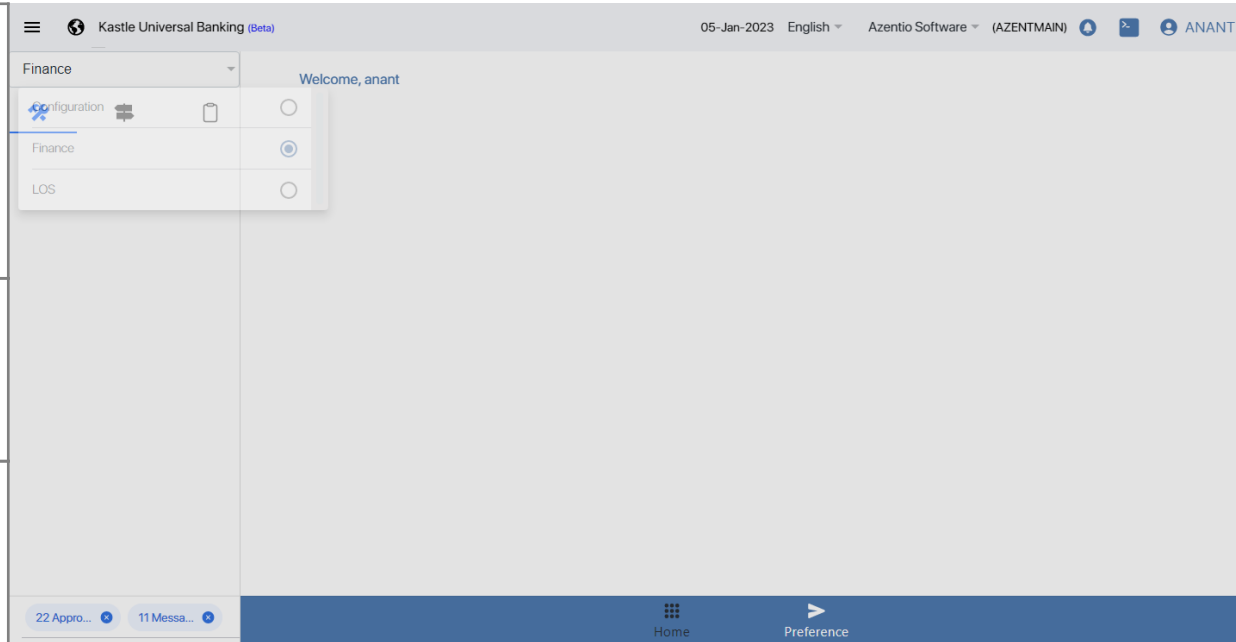 Kastle Universal Banking (Beta)
05-Jan-2023 English Azentio Software (AZENTMAIN) ANANT
Finance
Welcome, anant
Configuration
Finance
LOS
22 Appro... 11 Messa...
Home
Preference